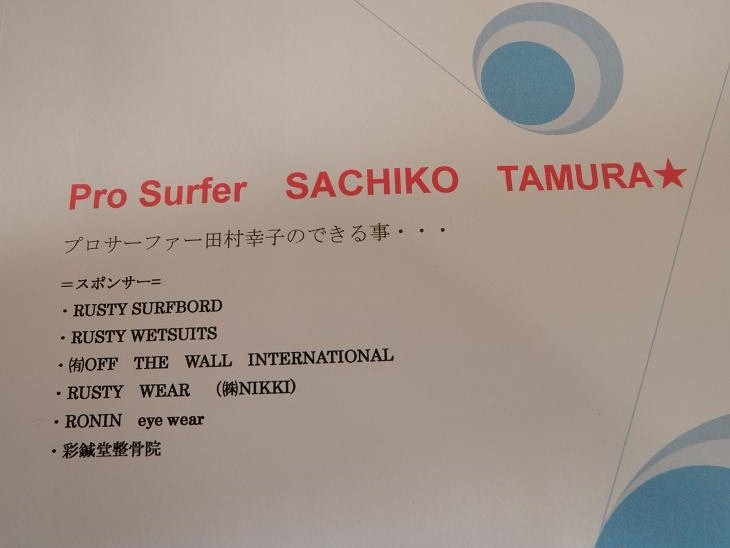 Pro Surfer　SACHIKO　TAMURA★
プロサーファー田村幸子のできる事・・・
＝スポンサー=
・RUSTY SURFBORD
・RUSTY WETSUITS
・㈲OFF　THE　WALL　INTERNATIONAL
・RUSTY　WEAR　（㈱NIKKI）
・RONIN　eye wear
・彩鍼堂整骨院